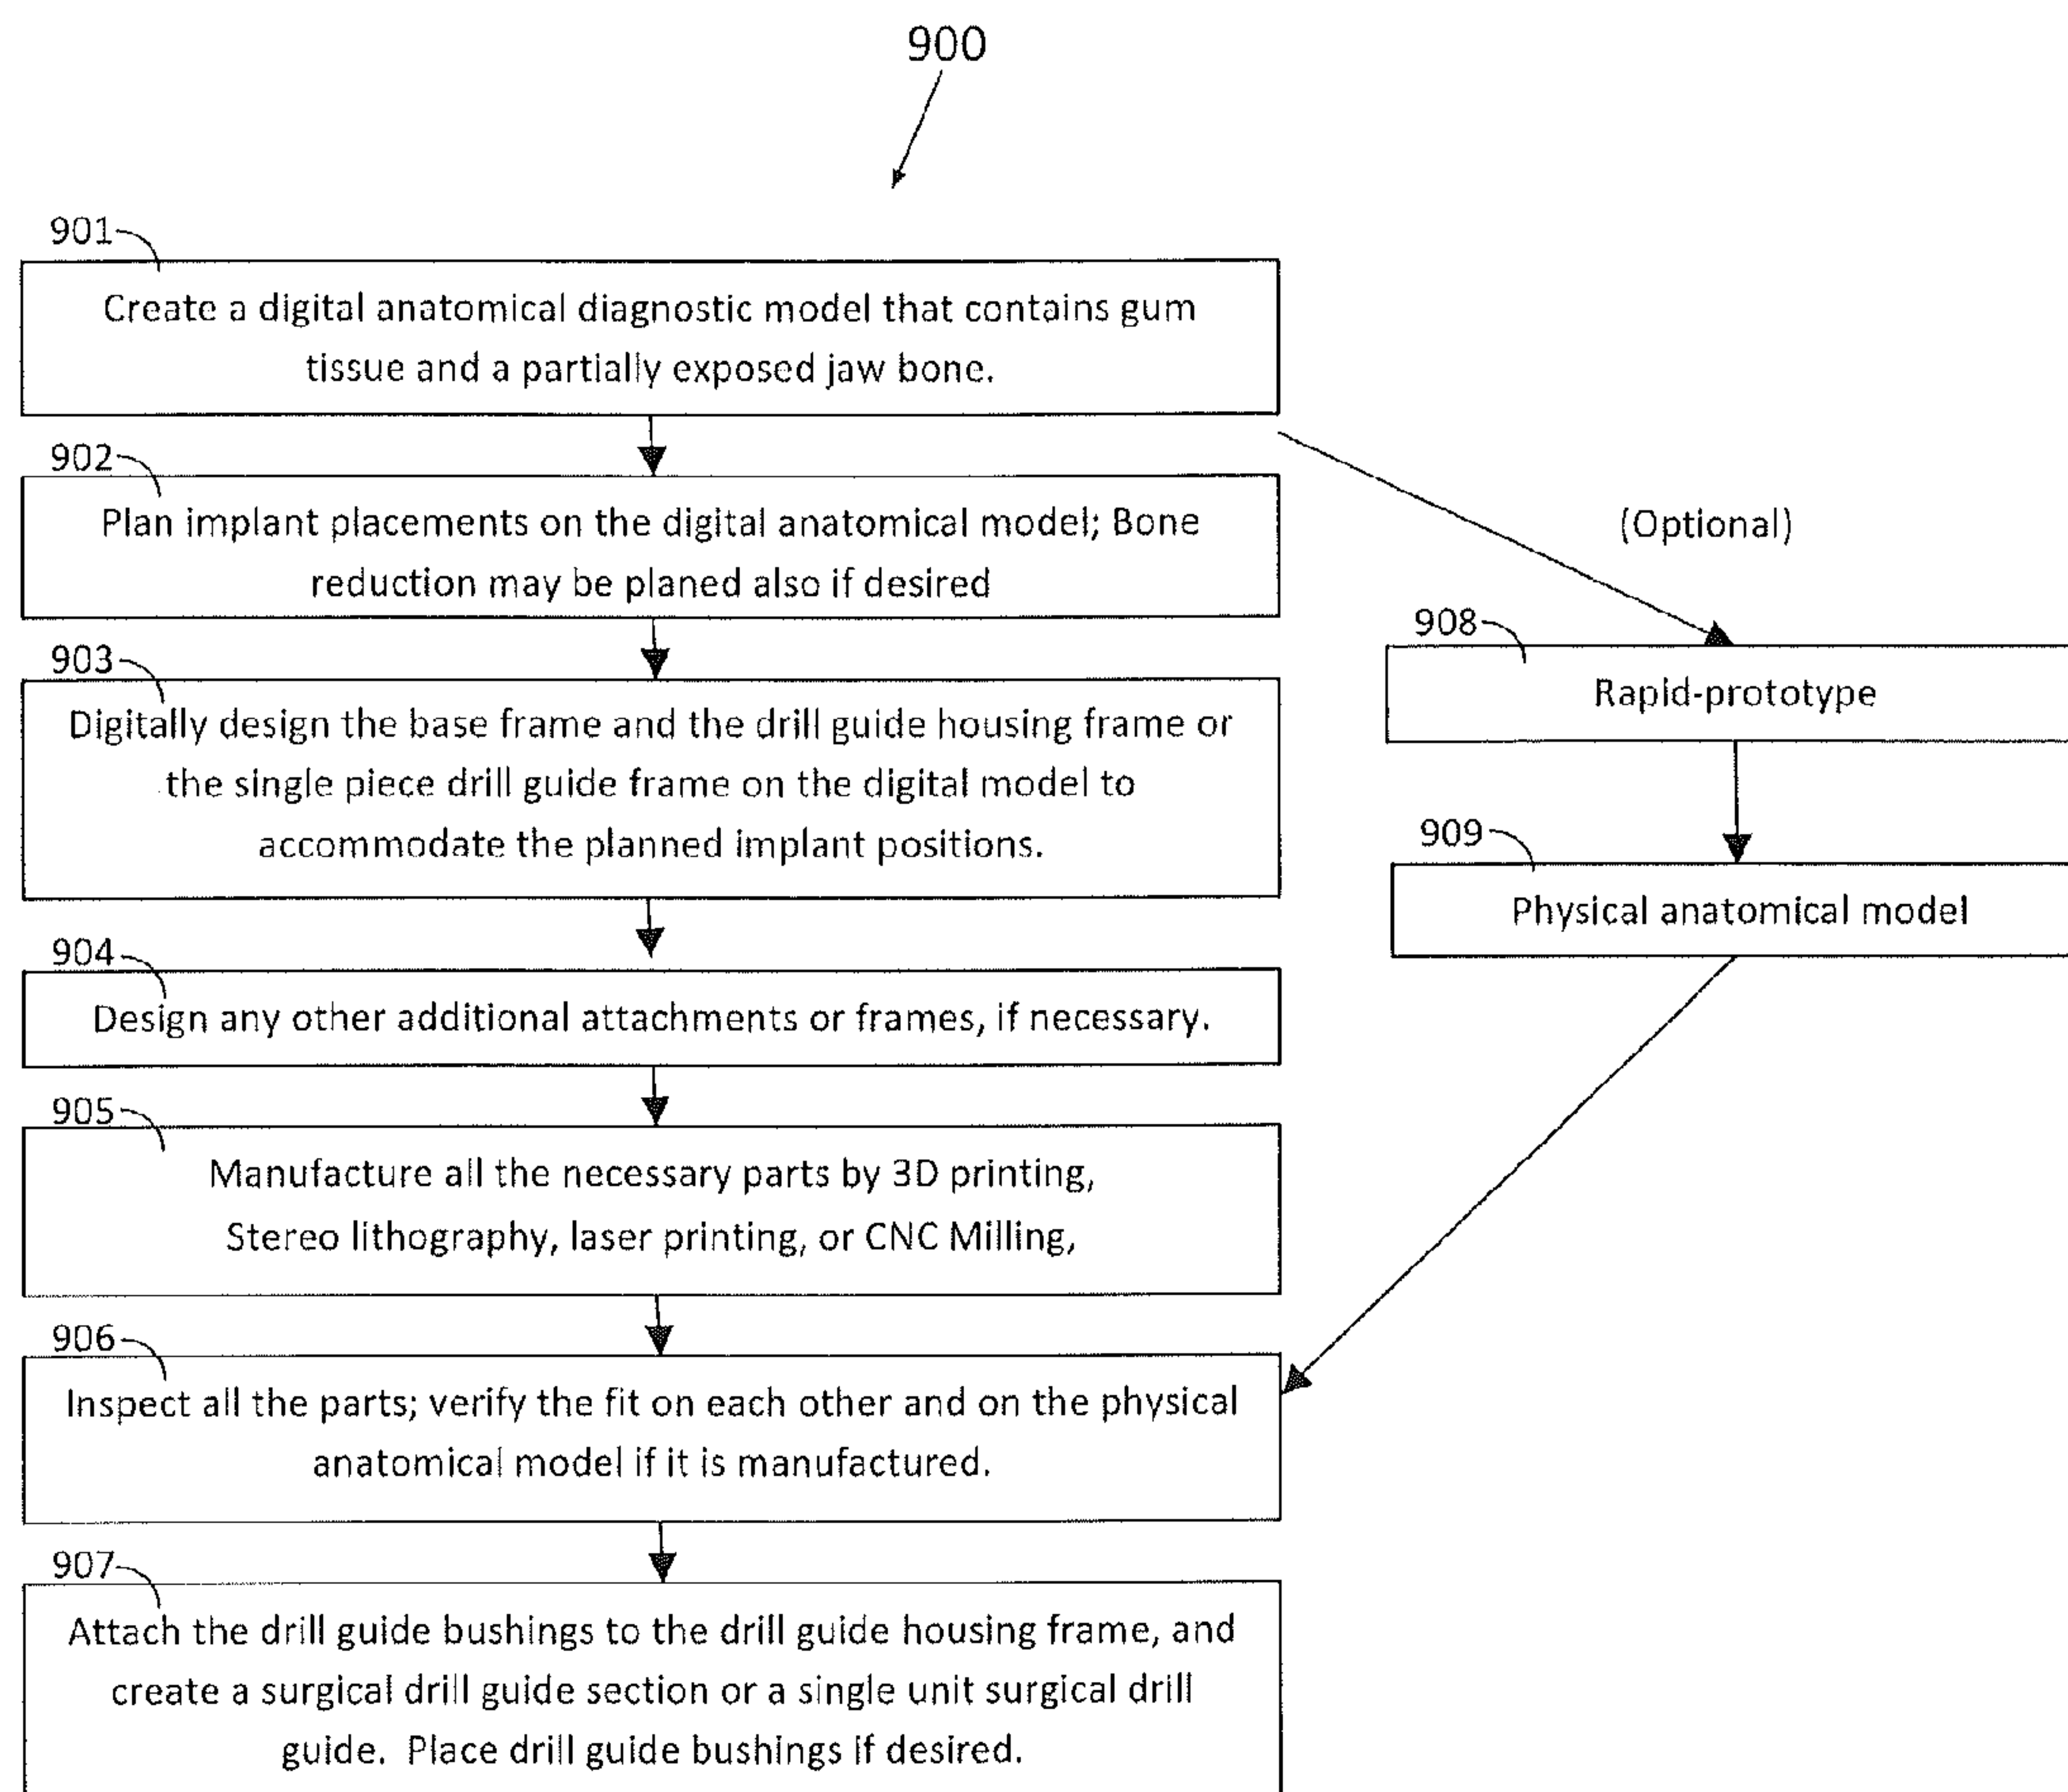 900
901
Create a digital anatomical diagnostic model that contains gum
tissue and a partially exposed jaw bone.
902
Plan implant placements on the digital anatomical model; Bone
reduction may be planed also if desired
(Optional)
903
Digitally design the base frame and the drill guide housing frame or
the single piece drill guide frame on the digital model to
accommodate the planned implant positions.
908
Rapid-prototype
909
Physical anatomical model
904
Design any other additional attachments or frames, if necessary.
905
Manufacture all the necessary parts by 3D printing,
Stereo lithography, laser printing, or CNC Milling,
906
Inspect all the parts; verify the fit on each other and on the physical
anatomical model if it is manufactured.
907
Attach the drill guide bushings to the drill guide housing frame, and
create a surgical drill guide section or a single unit surgical drill
guide. Place drill guide bushings if desired.